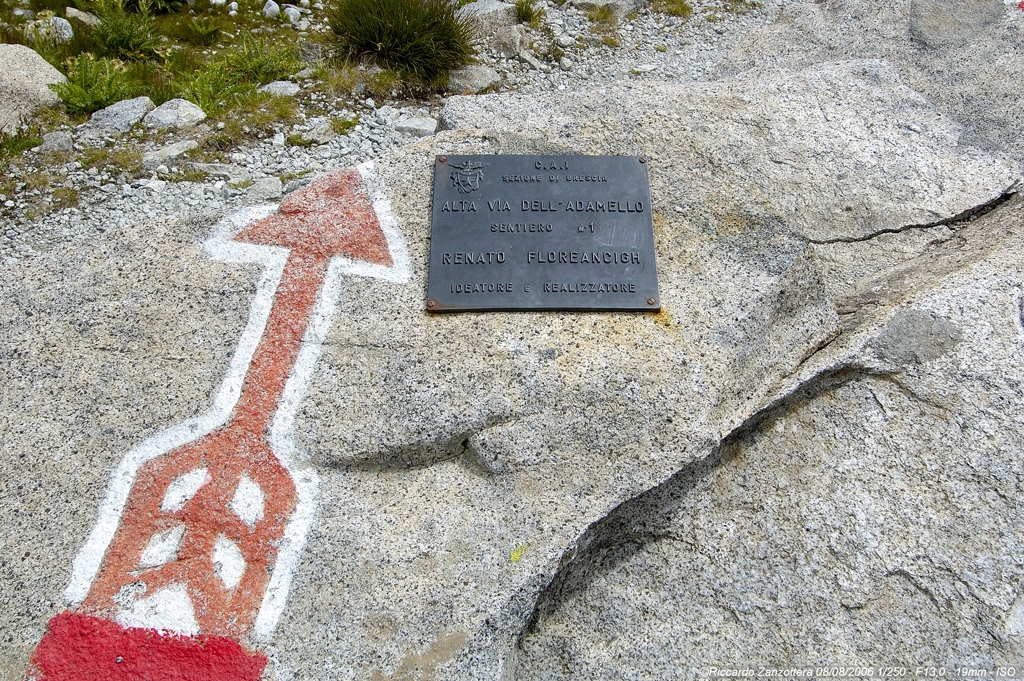 C.A.I
SEZIONE DI BRESCIA
ALTA VIA DELL'ADAMELLO
SENTIERO N°1
RENATO FLOREANCIGH
IDEATORE E REALIZZATORE
©Riccardo Zanzottera 08/08/2006 1/250 - F13,0 - 19mm - ISO